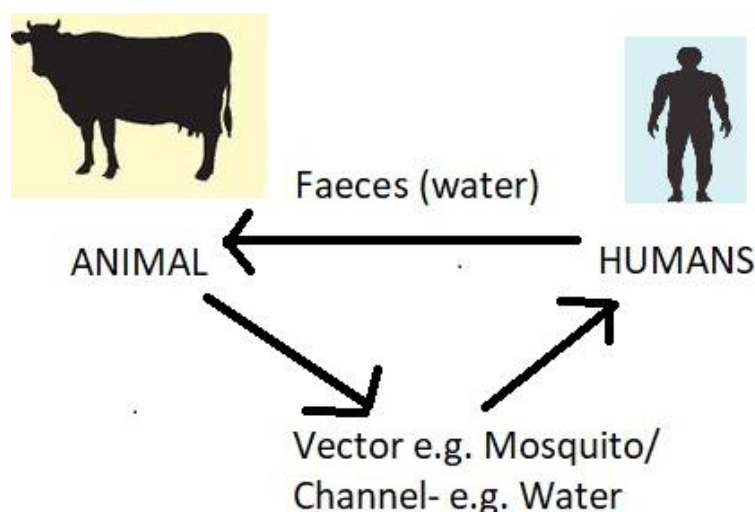 Faeces (water)
ANIMAL
HUMANS
Vector e.g. Mosquito/
Channel- e.g. Water